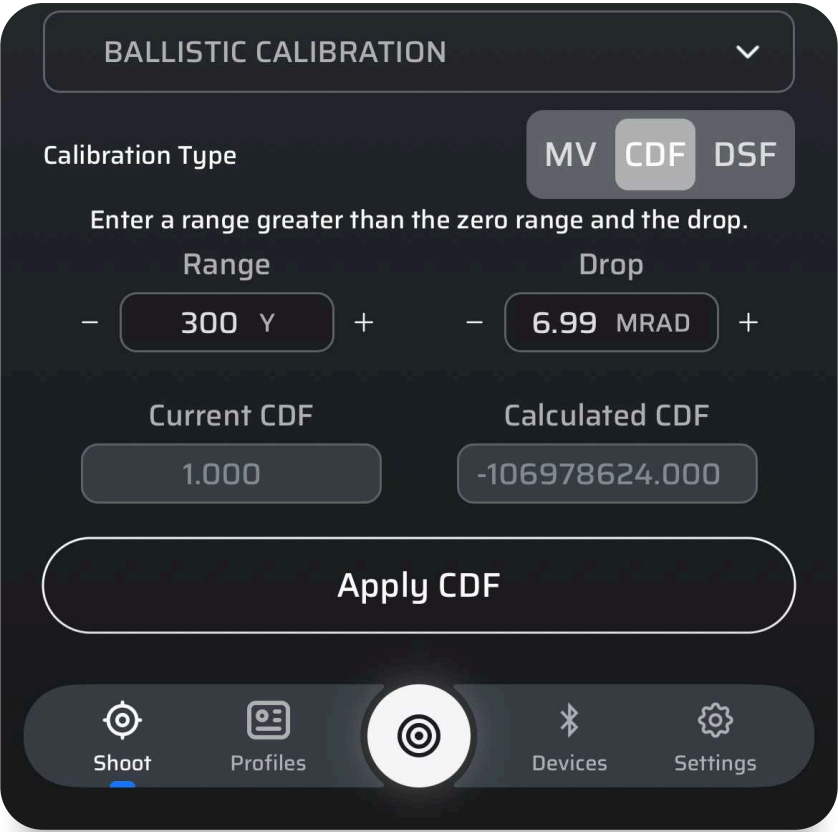 BALLISTIC CALIBRATION
Calibration Type
MV CDF DSF
Enter a range greater than the zero range and the drop.
Range Drop
− 300 Y + − 6.99 MRAD +
Current CDF Calculated CDF
1.000 -106978624.000
Apply CDF
Shoot Profiles Devices Settings